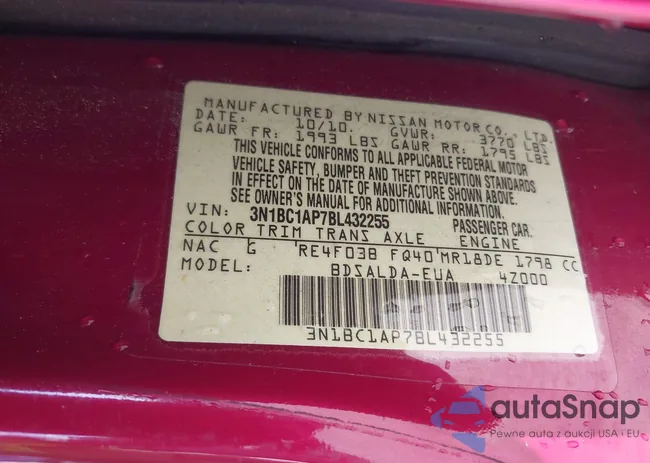 MANUFACTURED BY NISSAN MOTOR CO., LTD.
DATE: 10/10. GVWR: 3770 LBS
GAWR FR: 1993 LBS GAWR RR: 1795 LBS
THIS VEHICLE CONFORMS TO ALL APPLICABLE FEDERAL MOTOR
VEHICLE SAFETY, BUMPER AND THEFT PREVENTION STANDARDS
IN EFFECT ON THE DATE OF MANUFACTURE SHOWN ABOVE.
SEE OWNER'S MANUAL FOR ADDITIONAL INFORMATION.
VIN: 3N1BC1AP7BL432255 PASSENGER CAR.
COLOR TRIM TRANS AXLE ENGINE
NAC G RE4F03B FQ40 MR18DE 1798 CC
MODEL: BDSALDA-EUA 4Z000
3N1BC1AP7BL432255
autaSnap
Pewne auta z aukcji USA i EU